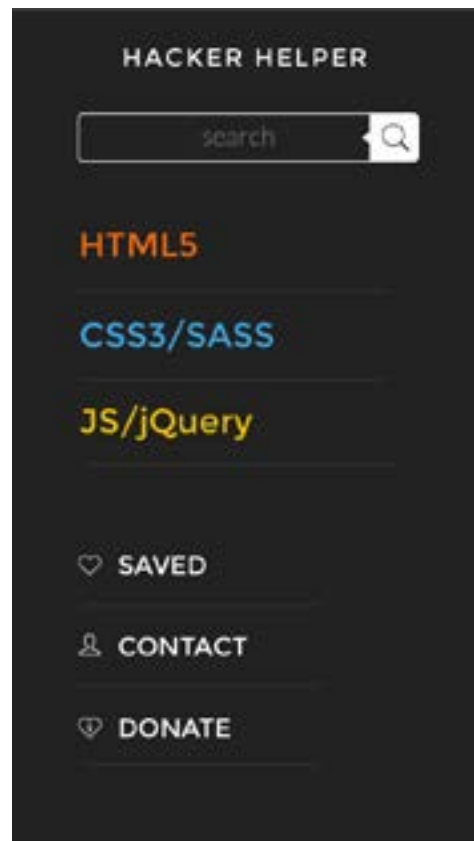 HACKER HELPER
search
HTML5
CSS3/SASS
JS/jQuery
SAVED
CONTACT
DONATE